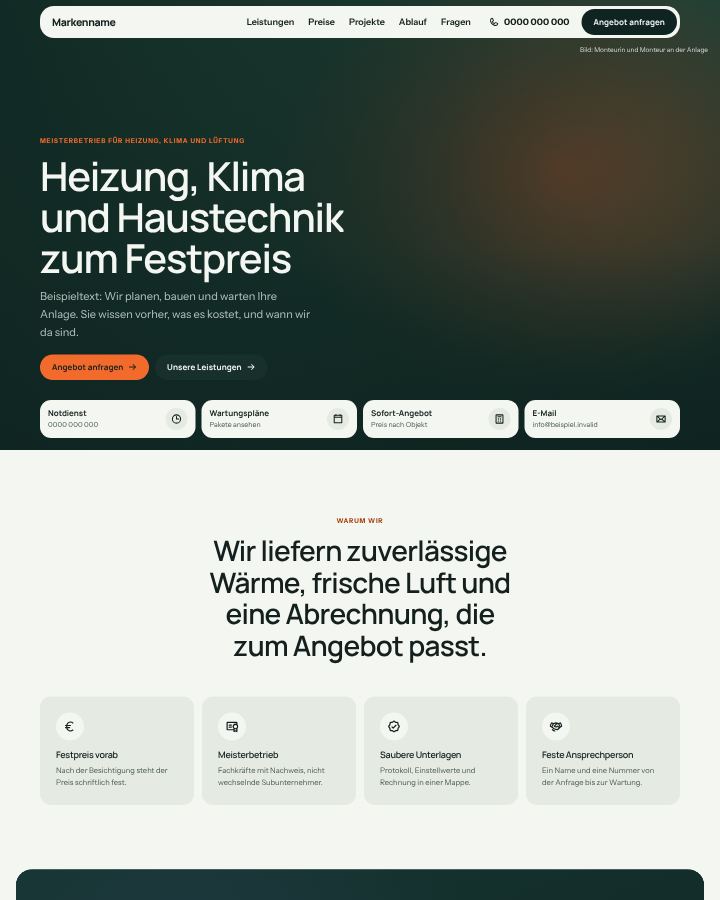 Markenname
Leistungen Preise Projekte Ablauf Fragen 0000 000 000 Angebot anfragen
Bild: Monteurin und Monteur an der Anlage
MEISTERBETRIEB FÜR HEIZUNG, KLIMA UND LÜFTUNG
Heizung, Klima
und Haustechnik
zum Festpreis
Beispieltext: Wir planen, bauen und warten Ihre
Anlage. Sie wissen vorher, was es kostet, und wann wir
da sind.
Angebot anfragen
Unsere Leistungen
Notdienst
0000 000 000
Wartungspläne
Pakete ansehen
Sofort-Angebot
Preis nach Objekt
E-Mail
info@beispiel.invalid
WARUM WIR
Wir liefern zuverlässige
Wärme, frische Luft und
eine Abrechnung, die
zum Angebot passt.
Festpreis vorab
Nach der Besichtigung steht der
Preis schriftlich fest.
Meisterbetrieb
Fachkräfte mit Nachweis, nicht
wechselnde Subunternehmer.
Saubere Unterlagen
Protokoll, Einstellwerte und
Rechnung in einer Mappe.
Feste Ansprechperson
Ein Name und eine Nummer von
der Anfrage bis zur Wartung.